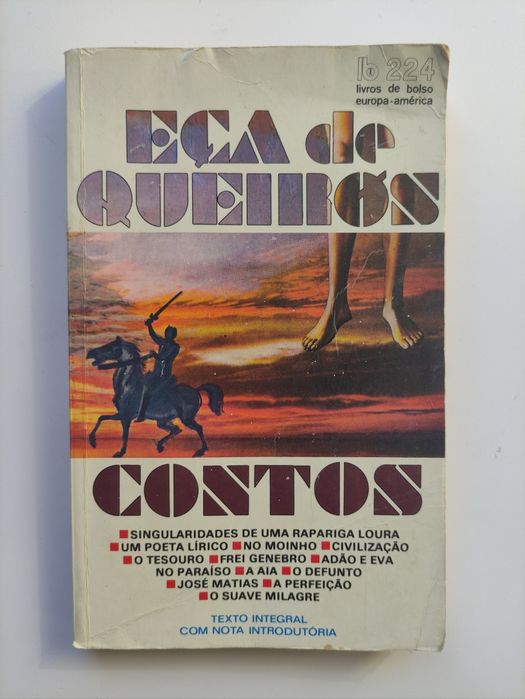 lb 224
livros de bolso
europa-américa
EÇA de
QUEIRÓS
CONTOS
■ SINGULARIDADES DE UMA RAPARIGA LOURA
■ UM POETA LÍRICO ■ NO MOINHO ■ CIVILIZAÇÃO
■ O TESOURO ■ FREI GENEBRO ■ ADÃO E EVA
NO PARAÍSO ■ A AIA ■ O DEFUNTO
■ JOSÉ MATIAS ■ A PERFEIÇÃO
■ O SUAVE MILAGRE
TEXTO INTEGRAL
COM NOTA INTRODUTÓRIA